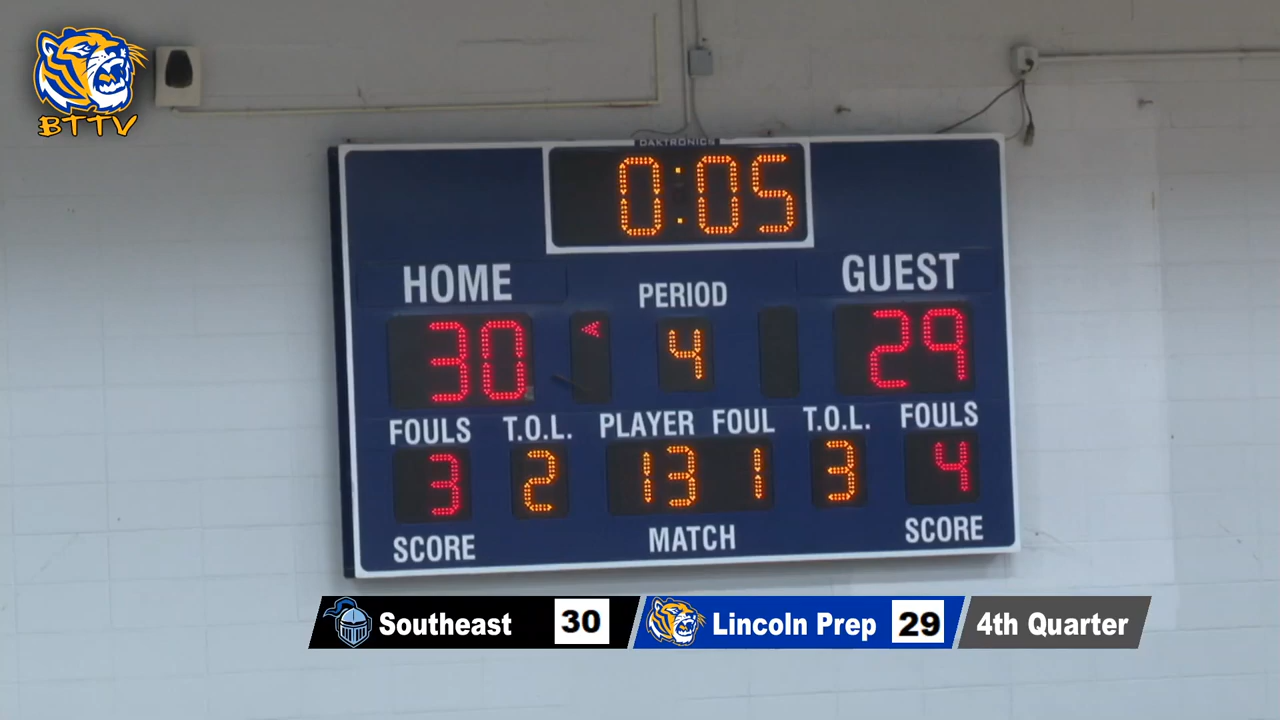 BTTV
DAKTRONICS
0:05
HOME PERIOD GUEST
30 4 29
FOULS T.O.L. PLAYER FOUL T.O.L. FOULS
3 2 13 1 3 4
SCORE MATCH SCORE
Southeast 30 Lincoln Prep 29 4th Quarter